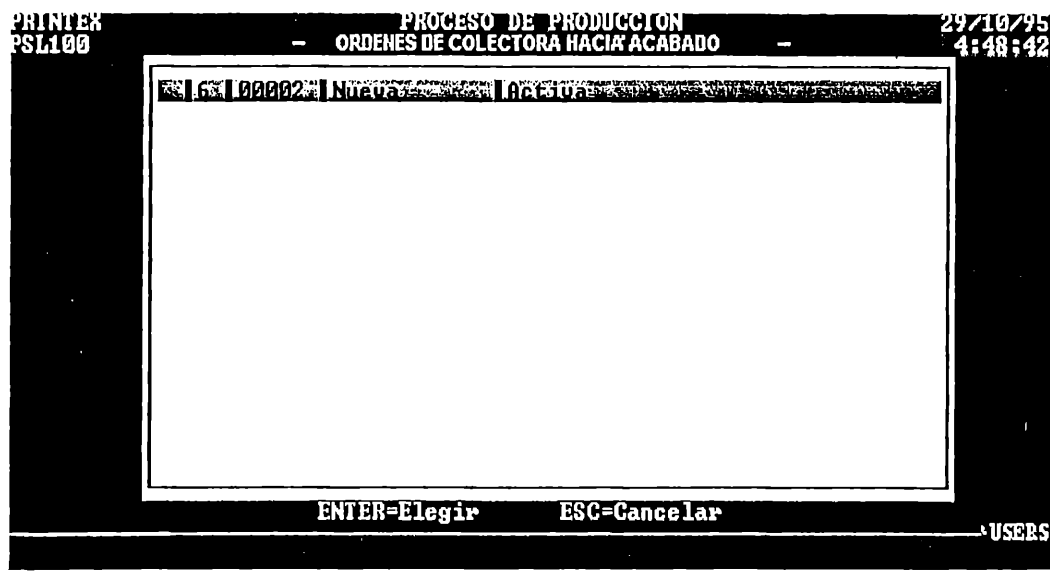 PRINTEX PROCESO DE PRODUCCION 29/10/95
PSL100 - ORDENES DE COLECTORA HACIA ACABADO - 4:48:42
6 00002 Nueva Activa
ENTER=Elegir ESC=Cancelar
USERS